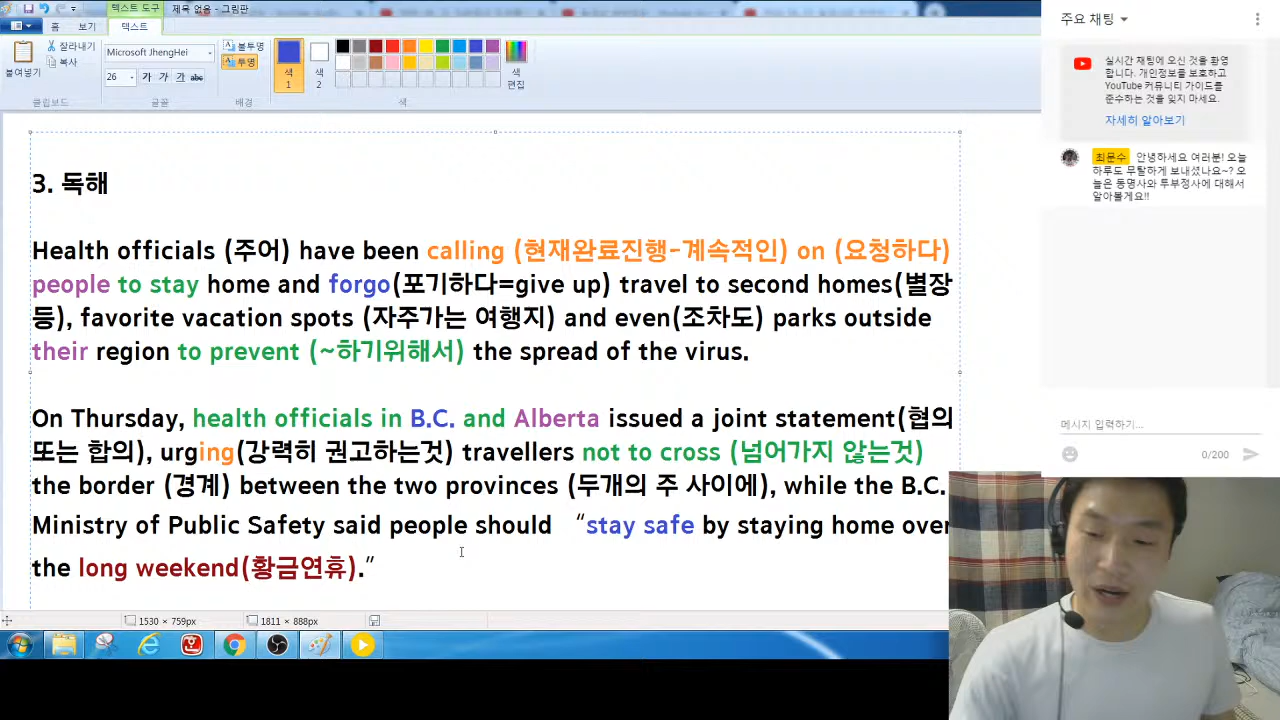 텍스트 도구
제목 없음 - 그림판
홈
보기
텍스트
붙여넣기
잘라내기
복사
클립보드
Microsoft JhengHei
26
가 가 가 abc
글꼴
불투명
투명
배경
색
1
색
2
색
편집
색
3. 독해
Health officials (주어) have been calling (현재완료진행-계속적인) on (요청하다)
people to stay home and forgo(포기하다=give up) travel to second homes(별장
등), favorite vacation spots (자주가는 여행지) and even(조차도) parks outside
their region to prevent (~하기위해서) the spread of the virus.
On Thursday, health officials in B.C. and Alberta issued a joint statement(협의
또는 합의), urging(강력히 권고하는것) travellers not to cross (넘어가지 않는것)
the border (경계) between the two provinces (두개의 주 사이에), while the B.C.
Ministry of Public Safety said people should “stay safe by staying home over
the long weekend(황금연휴).”
1530 × 759px
1811 × 888px
주요 채팅
실시간 채팅에 오신 것을 환영
합니다. 개인정보를 보호하고
YouTube 커뮤니티 가이드를
준수하는 것을 잊지 마세요.
자세히 알아보기
최문수 안녕하세요 여러분! 오늘
하루도 무탈하게 보내셨나요~? 오
늘은 동명사와 투부정사에 대해서
알아볼게요!!
메시지 입력하기...
0/200